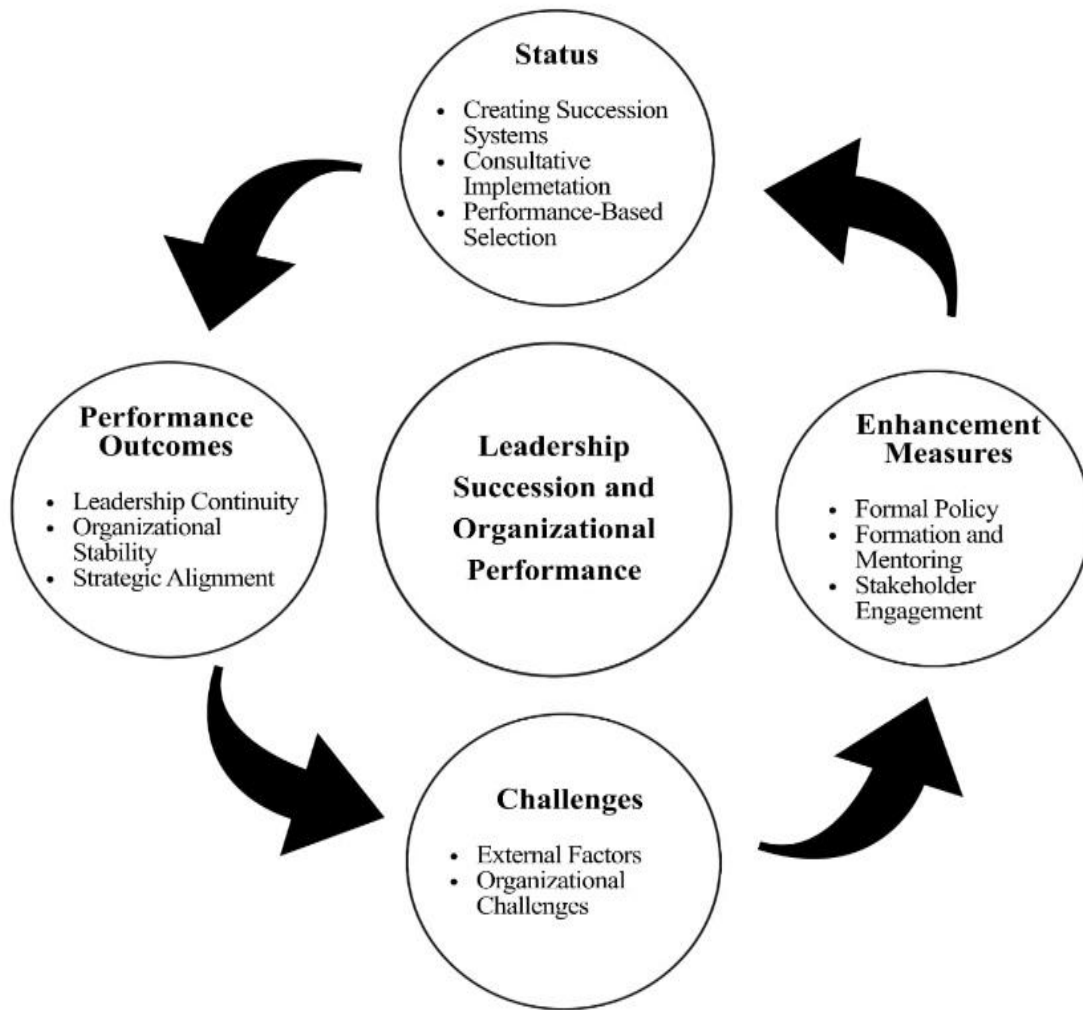 Status
• Creating Succession
Systems
• Consultative
Implemetation
• Performance-Based
Selection
Performance
Outcomes
• Leadership Continuity
• Organizational
Stability
• Strategic Alignment
Leadership
Succession and
Organizational
Performance
Enhancement
Measures
• Formal Policy
• Formation and
Mentoring
• Stakeholder
Engagement
Challenges
• External Factors
• Organizational
Challenges